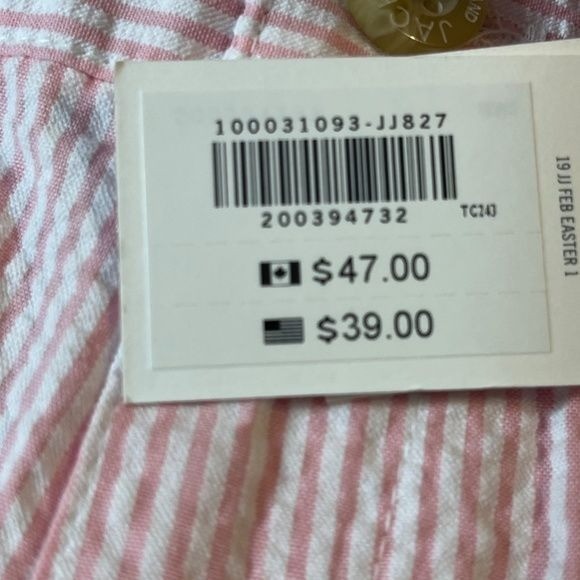 100031093-JJ827
200394732
TC243
$47.00
$39.00
19 JJ FEB EASTER 1